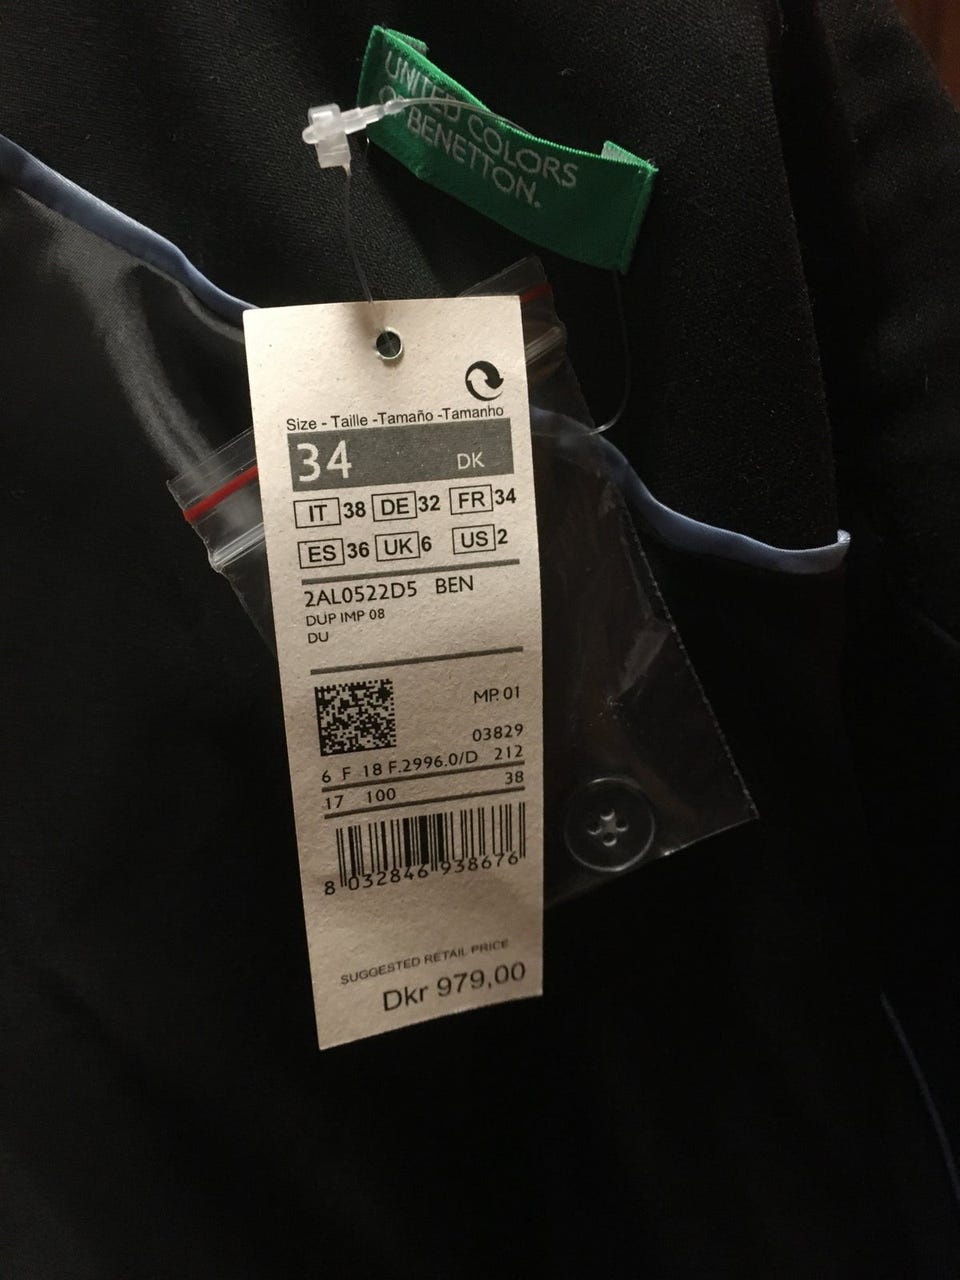 UNITED COLORS
OF BENETTON.
Size - Taille -Tamaño -Tamanho
34 DK
IT 38 DE 32 FR 34
ES 36 UK 6 US 2
2AL0522D5 BEN
DUP IMP 08
DU
MP. 01
03829
6 F 18 F.2996.0/D 212
17 100 38
8 032846 938676
SUGGESTED RETAIL PRICE
Dkr 979,00